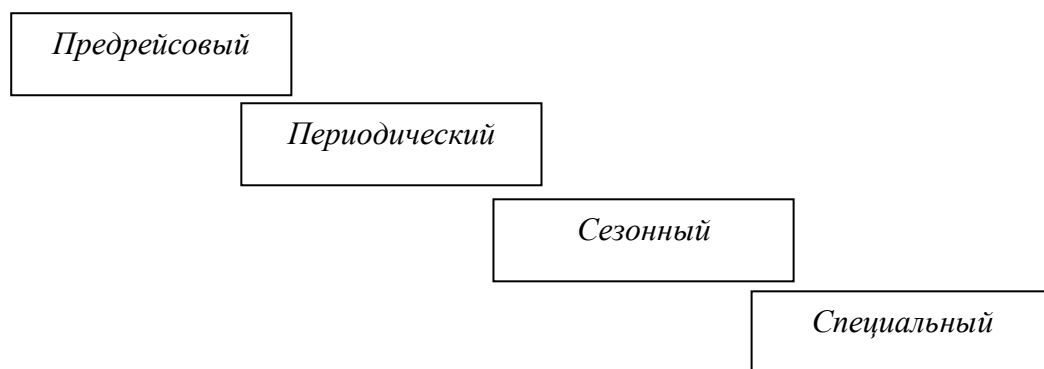 Предрейсовый
Периодический
Сезонный
Специальный